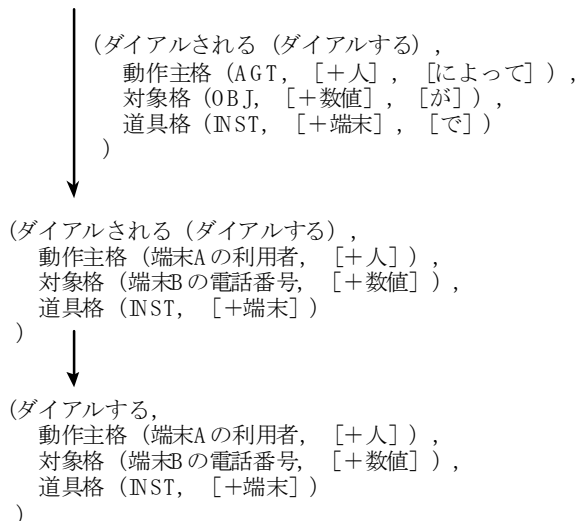 (ダイアルされる (ダイアルする) ,
動作主格 (AGT, [+人] , [によって] ) ,
対象格 (OBJ, [+数値] , [が] ) ,
道具格 (INST, [+端末] , [で] )
)
(ダイアルされる (ダイアルする) ,
動作主格 (端末Aの利用者, [+人] ) ,
対象格 (端末Bの電話番号, [+数値] ) ,
道具格 (INST, [+端末] )
)
(ダイアルする,
動作主格 (端末Aの利用者, [+人] ) ,
対象格 (端末Bの電話番号, [+数値] ) ,
道具格 (INST, [+端末] )
)